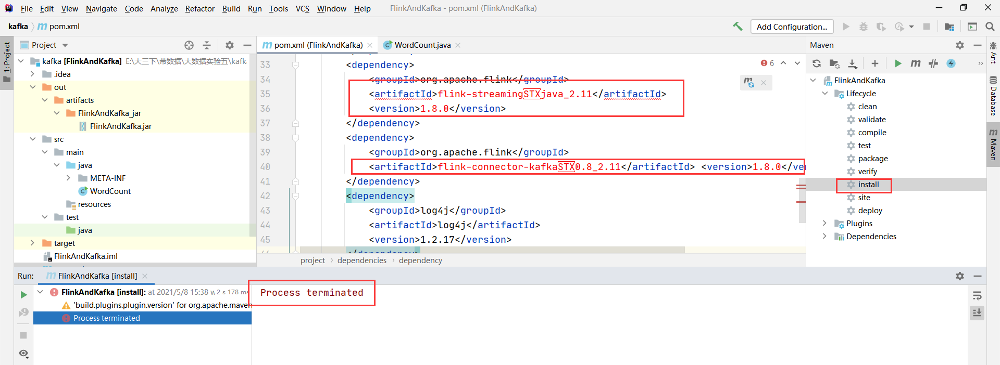 File Edit View Navigate Code Analyze Refactor Build Run Tools VCS Window Help FlinkAndKafka - pom.xml (FlinkAndKafka)
kafka pom.xml Add Configuration...
1: Project
Project
kafka [FlinkAndKafka] E:\大三下\带数据\大数据实验五\kafk
.idea
out
artifacts
FlinkAndKafka_jar
FlinkAndKafka.jar
src
main
java
META-INF
WordCount
resources
test
java
target
FlinkAndKafka.iml
pom.xml (FlinkAndKafka) WordCount.java
6
33 <dependency>
34 <groupId>org.apache.flink</groupId>
35 <artifactId>flink-streamingSTXjava_2.11</artifactId>
36 <version>1.8.0</version>
37 </dependency>
38 <dependency>
39 <groupId>org.apache.flink</groupId>
40 <artifactId>flink-connector-kafkaSTX0.8_2.11</artifactId> <version>1.8.0</ve
41 </dependency>
42 <dependency>
43 <groupId>log4j</groupId>
44 <artifactId>log4j</artifactId>
45 <version>1.2.17</version>
project dependencies dependency
Maven
FlinkAndKafka
Lifecycle
clean
validate
compile
test
package
verify
install
site
deploy
Plugins
Dependencies
Ant
Database
Maven
Run: FlinkAndKafka [install]
FlinkAndKafka [install]: at 2021/5/8 15:38 w 2 s 178 ms
'build.plugins.plugin.version' for org.apache.maven
Process terminated
Process terminated